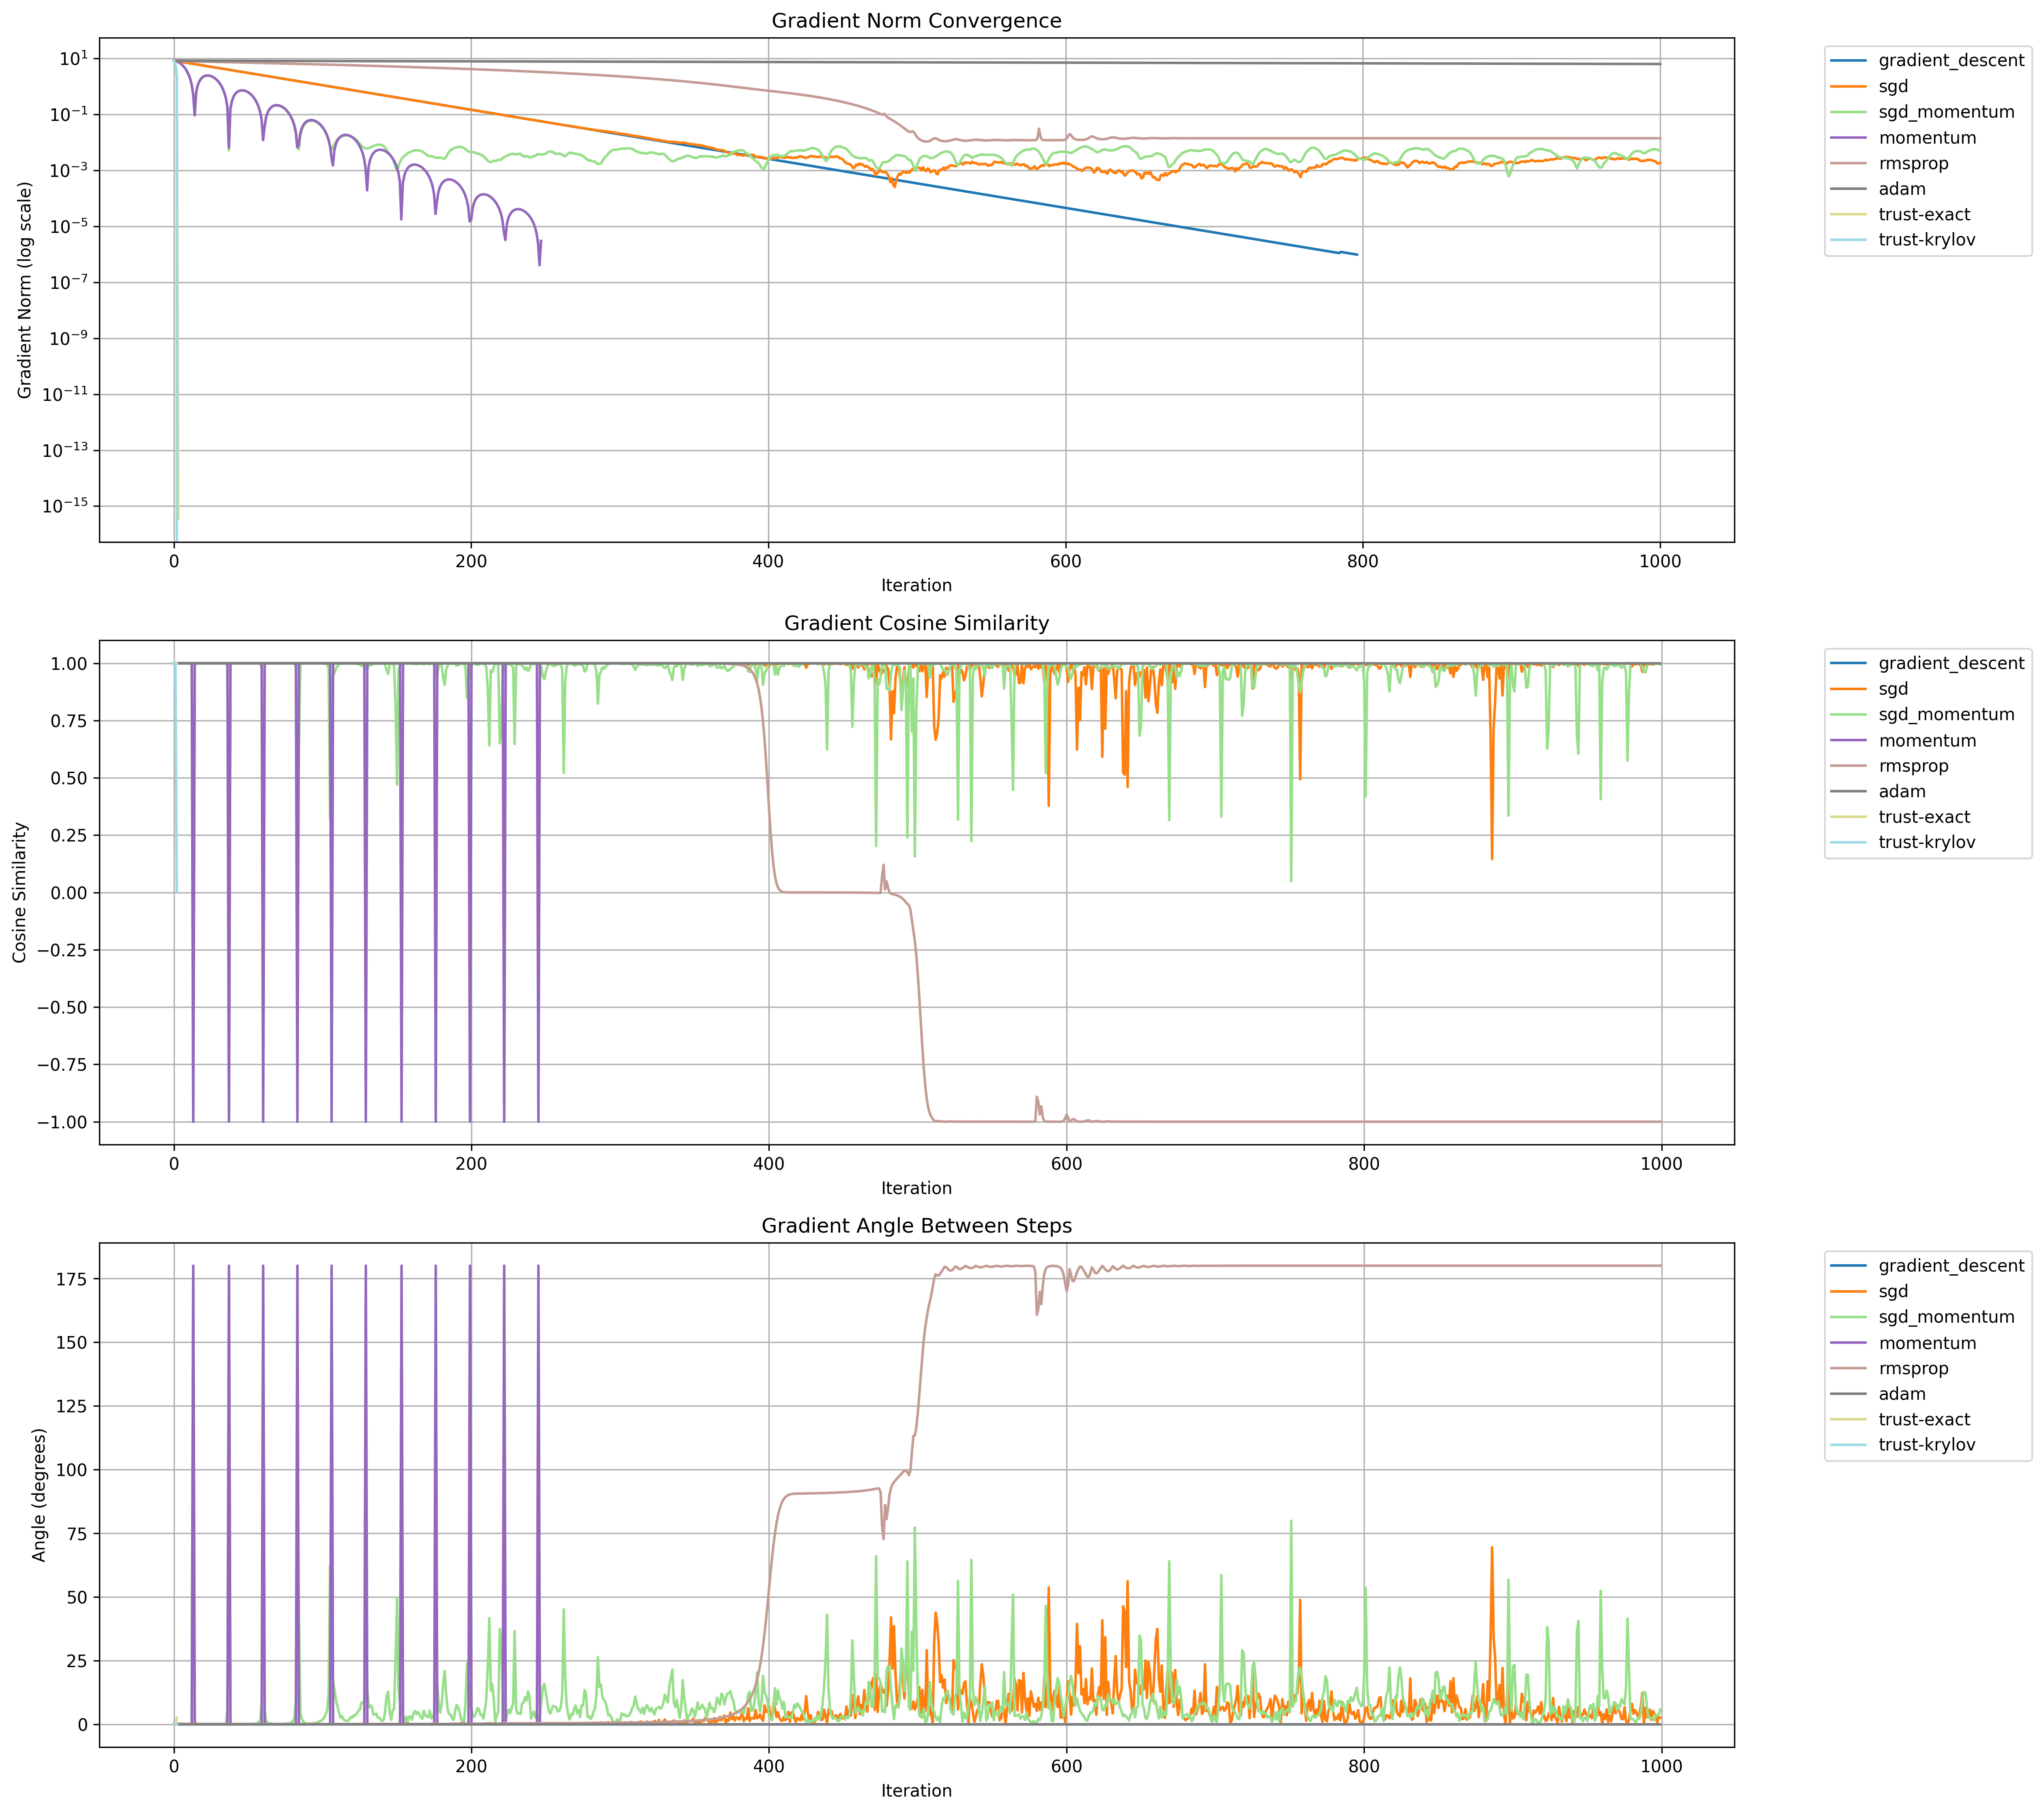 Gradient Norm Convergence
Gradient Norm (log scale)
10^1
10^-1
10^-3
10^-5
10^-7
10^-9
10^-11
10^-13
10^-15
0 200 400 600 800 1000
Iteration
gradient_descent
sgd
sgd_momentum
momentum
rmsprop
adam
trust-exact
trust-krylov
Gradient Cosine Similarity
Cosine Similarity
1.00
0.75
0.50
0.25
0.00
−0.25
−0.50
−0.75
−1.00
0 200 400 600 800 1000
Iteration
gradient_descent
sgd
sgd_momentum
momentum
rmsprop
adam
trust-exact
trust-krylov
Gradient Angle Between Steps
Angle (degrees)
175
150
125
100
75
50
25
0
0 200 400 600 800 1000
Iteration
gradient_descent
sgd
sgd_momentum
momentum
rmsprop
adam
trust-exact
trust-krylov